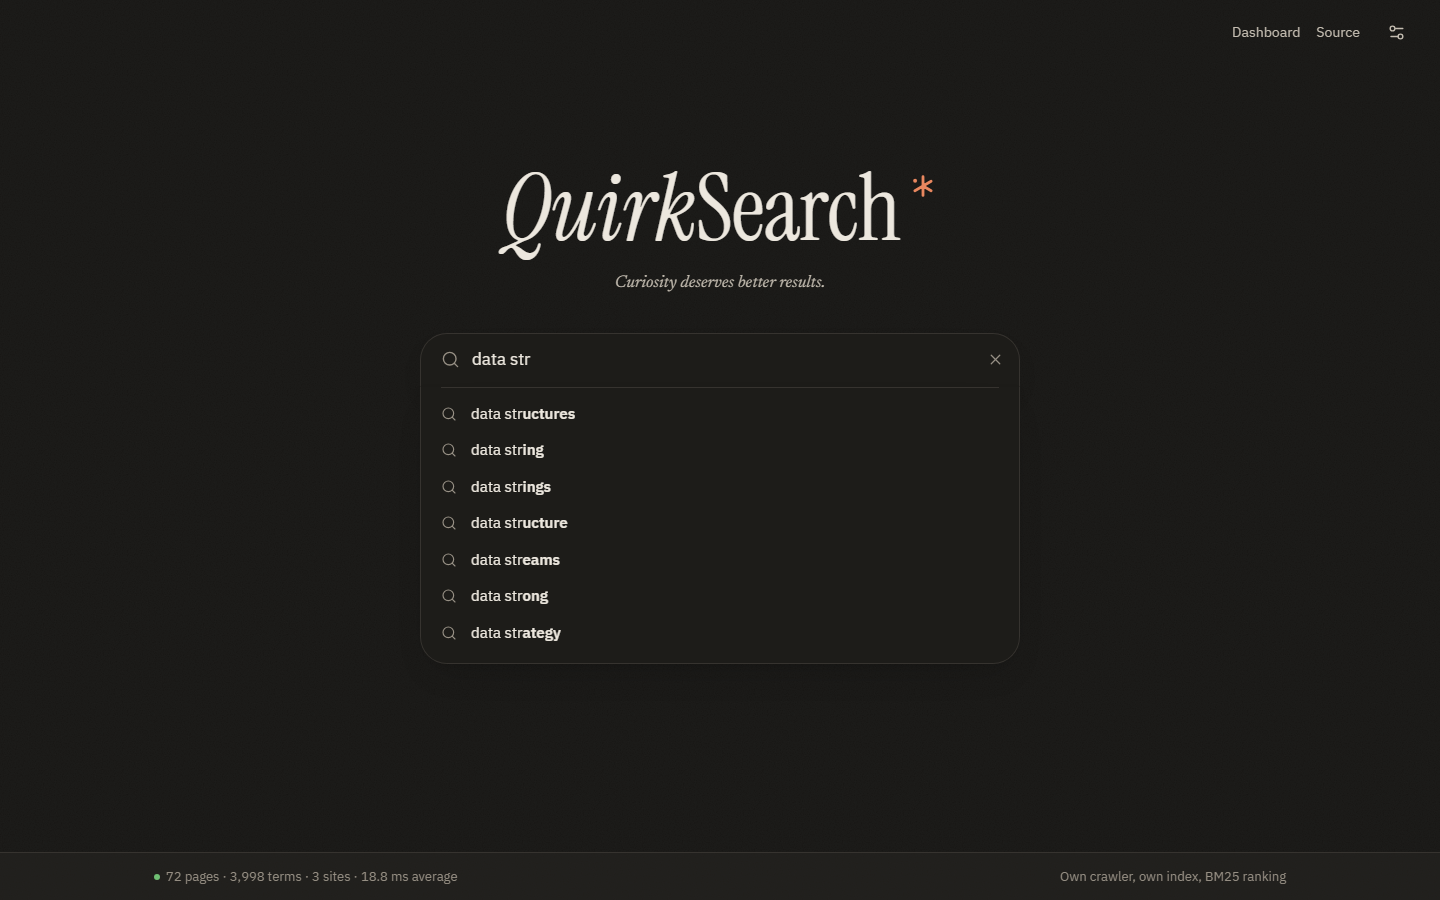 Dashboard Source
QuirkSearch*
Curiosity deserves better results.
data str
data structures
data string
data strings
data structure
data streams
data strong
data strategy
72 pages · 3,998 terms · 3 sites · 18.8 ms average
Own crawler, own index, BM25 ranking